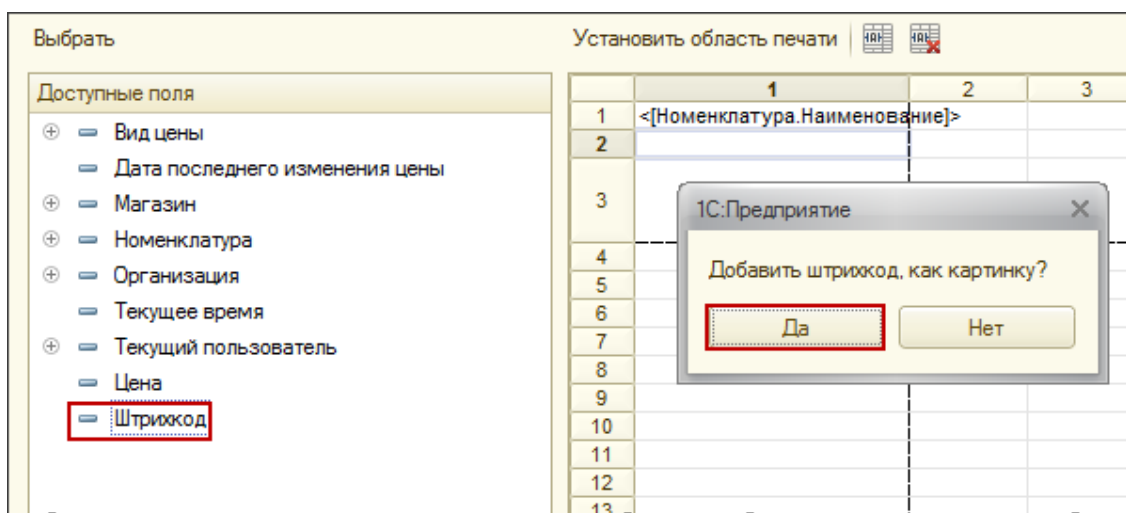 Выбрать
Установить область печати
Доступные поля
Вид цены
Дата последнего изменения цены
Магазин
Номенклатура
Организация
Текущее время
Текущий пользователь
Цена
Штрихкод
1 2 3
1 <[Номенклатура.Наименование]>
2
3
4
5
6
7
8
9
10
11
12
13
1С:Предприятие
Добавить штрихкод, как картинку?
Да Нет